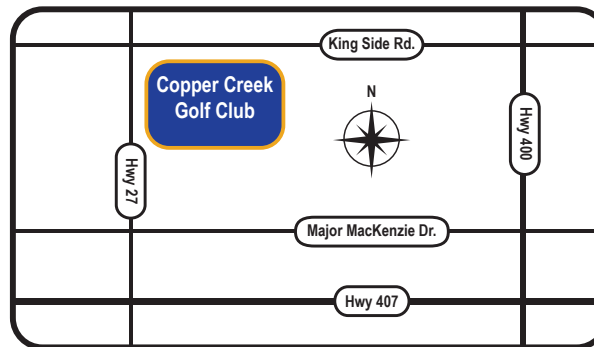 King Side Rd.
Copper Creek
Golf Club
N
Hwy 400
Hwy 27
Major MacKenzie Dr.
Hwy 407